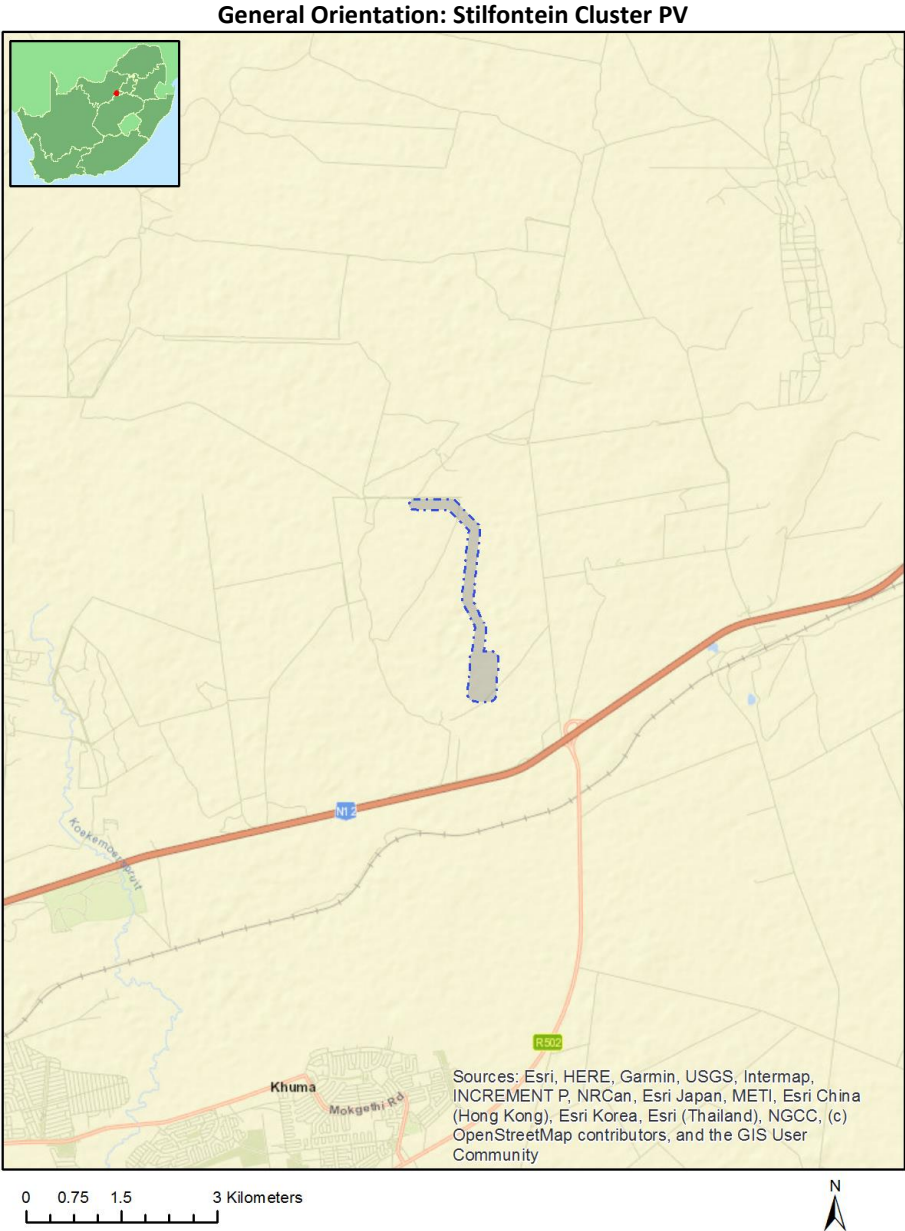 General Orientation: Stilfontein Cluster PV
N12
Koekemoerspruit
R502
Khuma
Mokgethi Rd
Sources: Esri, HERE, Garmin, USGS, Intermap,
INCREMENT P, NRCan, Esri Japan, METI, Esri China
(Hong Kong), Esri Korea, Esri (Thailand), NGCC, (c)
OpenStreetMap contributors, and the GIS User
Community
0 0.75 1.5 3 Kilometers
N